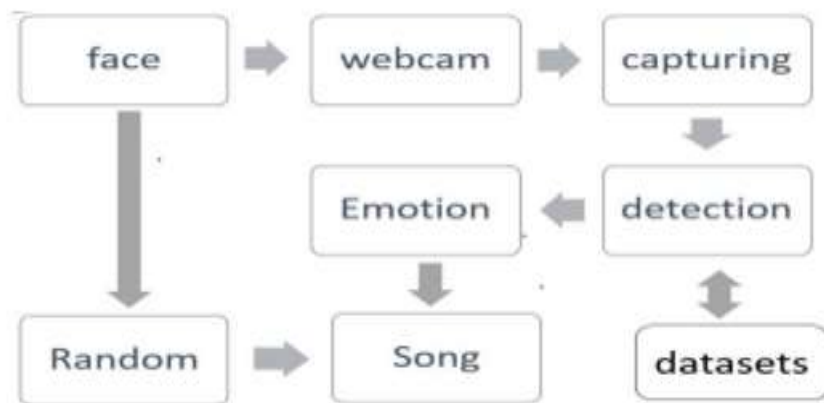 face
webcam
capturing
Emotion
detection
Random
Song
datasets